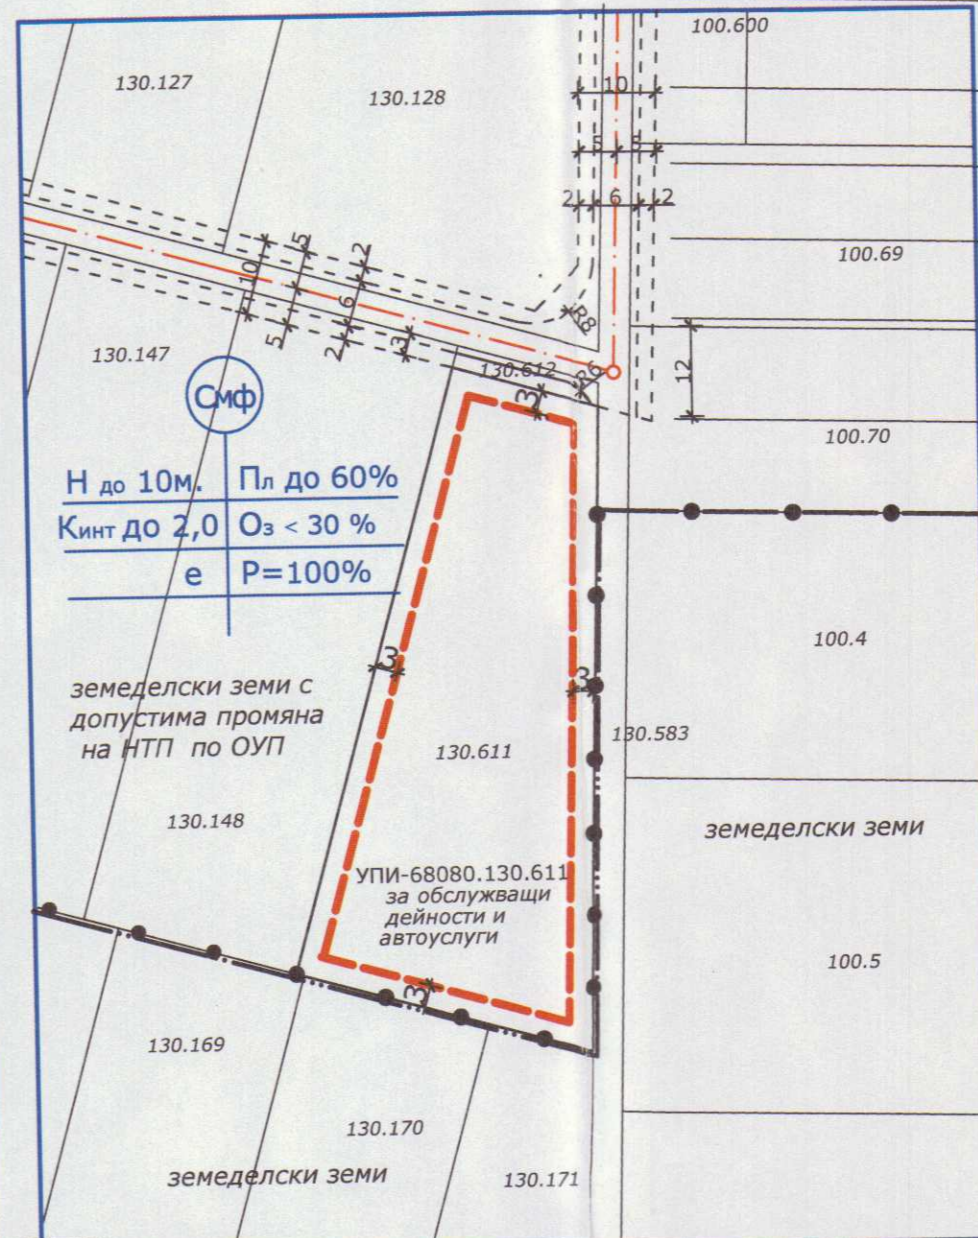 100.600
130.127
130.128
10
5 5
2 6 2
100.69
10 5 2
6
5 2 3
R8
130.147
130.612
R6
12
3
100.70
Смф
Н до 10м. Пл до 60%
Кинт до 2,0 Оз < 30 %
е Р=100%
100.4
3
3
земеделски земи с
допустима промяна
на НТП по ОУП
130.611
130.583
130.148
земеделски земи
УПИ-68080.130.611
за обслужващи
дейности и
автоуслуги
100.5
3
130.169
130.170
земеделски земи
130.171